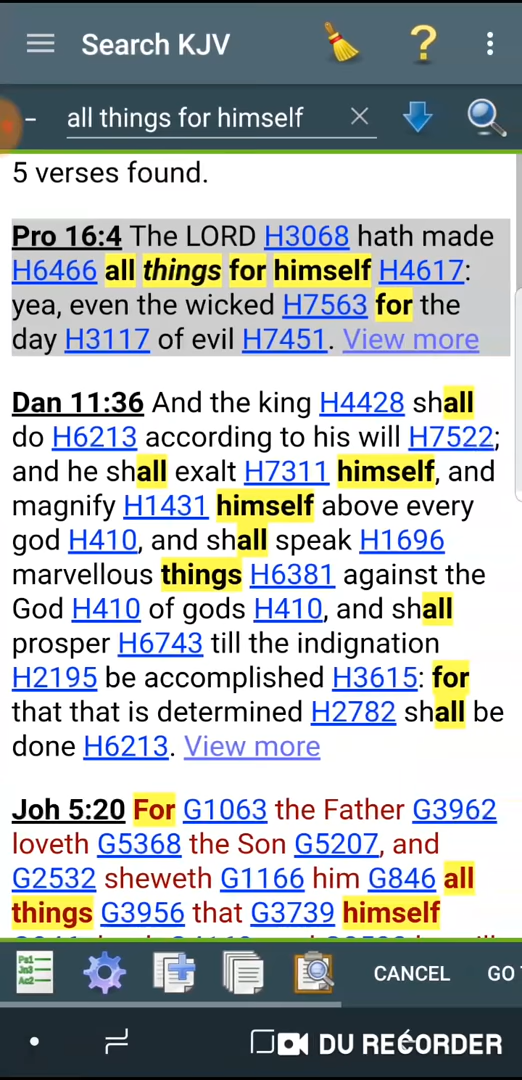 Search KJV
?
- all things for himself
5 verses found.
Pro 16:4 The LORD H3068 hath made
H6466 all things for himself H4617:
yea, even the wicked H7563 for the
day H3117 of evil H7451. View more
Dan 11:36 And the king H4428 shall
do H6213 according to his will H7522;
and he shall exalt H7311 himself, and
magnify H1431 himself above every
god H410, and shall speak H1696
marvellous things H6381 against the
God H410 of gods H410, and shall
prosper H6743 till the indignation
H2195 be accomplished H3615: for
that that is determined H2782 shall be
done H6213. View more
Joh 5:20 For G1063 the Father G3962
loveth G5368 the Son G5207, and
G2532 sheweth G1166 him G846 all
things G3956 that G3739 himself
CANCEL GO
DU RECORDER